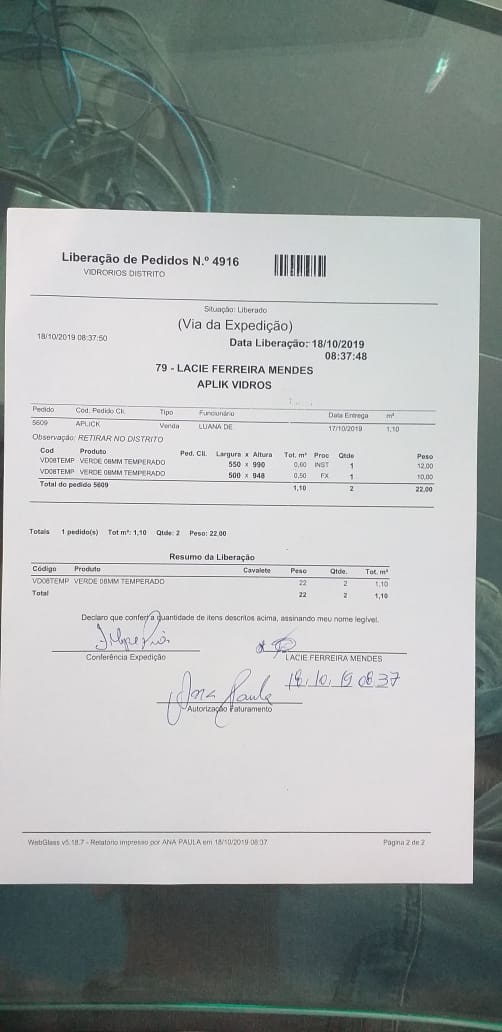 Liberação de Pedidos N.º 4916
VIDRORIOS DISTRITO
Situação: Liberado
(Via da Expedição)
18/10/2019 08:37:50
Data Liberação: 18/10/2019
08:37:48
79 - LACIE FERREIRA MENDES
APLIK VIDROS
Pedido Cod. Pedido Cli. Tipo Funcionário Data Entrega m²
5609 APLICK Venda LUANA DE 17/10/2019 1,10
Observação: RETIRAR NO DISTRITO
Cod Produto Ped. Cli. Largura x Altura Tot. m² Proc Qtde Peso
VD08TEMP VERDE 08MM TEMPERADO 550 x 990 0,60 INST 1 12,00
VD08TEMP VERDE 08MM TEMPERADO 500 x 948 0,50 FX 1 10,00
Total do pedido 5609 1,10 2 22,00
Totais 1 pedido(s) Tot m²: 1,10 Qtde: 2 Peso: 22,00
Resumo da Liberação
Código Produto Cavalete Peso Qtde. Tot. m²
VD08TEMP VERDE 08MM TEMPERADO 22 2 1,10
Total 22 2 1,10
Declaro que conferi a quantidade de itens descritos acima, assinando meu nome legível.
Conferência Expedição
LACIE FERREIRA MENDES
Ana Paula 18.10.19 08:37
Autorização Faturamento
WebGlass v5.18.7 - Relatório impresso por ANA PAULA em 18/10/2019 08:37 Página 2 de 2